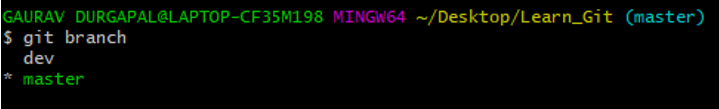 GAURAV DURGAPAL@LAPTOP-CF35M198 MINGW64 ~/Desktop/Learn_Git (master)
$ git branch
  dev
* master